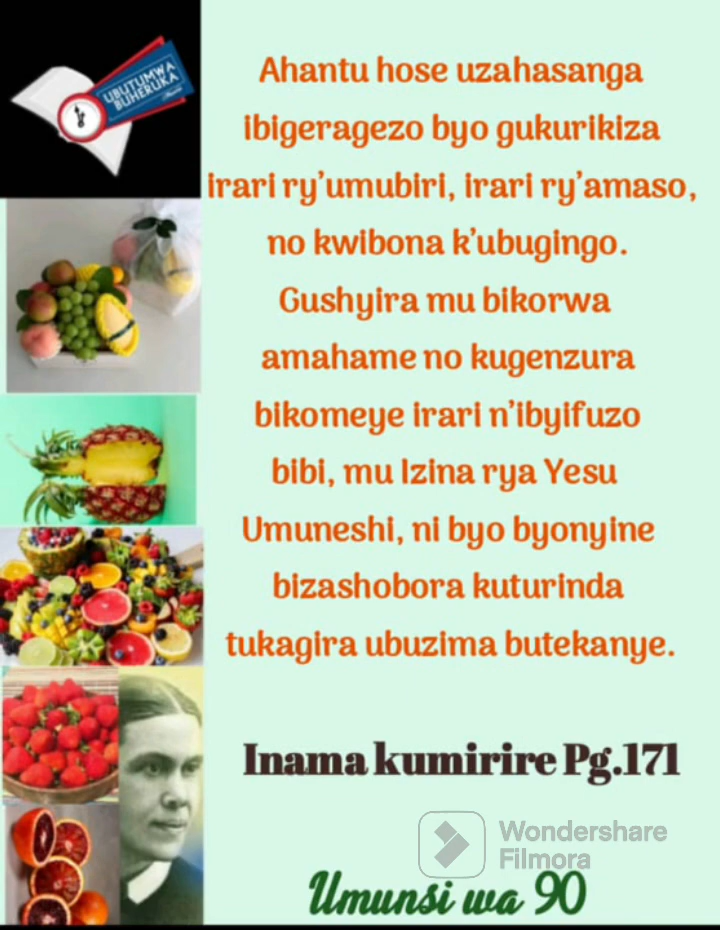 UBUTUMWA
BUHERUKA
Ahantu hose uzahasanga
ibigeragezo byo gukurikiza
irari ry'umubiri, irari ry'amaso,
no kwibona k'ubugingo.
Gushyira mu bikorwa
amahame no kugenzura
bikomeye irari n'ibyifuzo
bibi, mu Izina rya Yesu
Umuneshi, ni byo byonyine
bizashobora kuturinda
tukagira ubuzima butekanye.
Inama kumirire Pg.171
Wondershare
Filmora
Umunsi wa 90